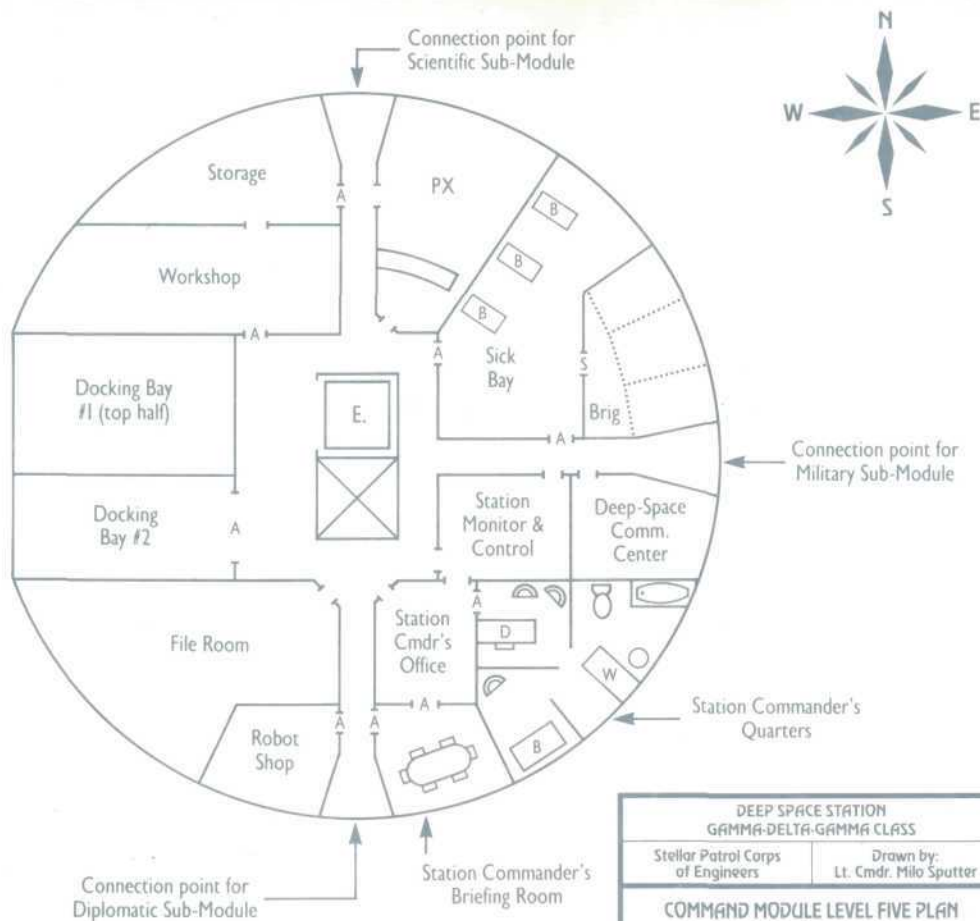 Connection point for
Scientific Sub-Module
N
W
E
S
Storage
A
PX
B
Workshop
B
B
A
A
Sick
Bay
S
Docking Bay
#1 (top half)
E.
Brig
A
Connection point for
Military Sub-Module
Docking
Bay #2
A
Station
Monitor &
Control
Deep-Space
Comm.
Center
File Room
Station
Cmdr's
Office
A
D
W
A
Robot
Shop
A
A
B
Station Commander's
Quarters
Connection point for
Diplomatic Sub-Module
Station Commander's
Briefing Room
DEEP SPACE STATION
GAMMA-DELTA-GAMMA CLASS
Stellar Patrol Corps
of Engineers
Drawn by:
Lt. Cmdr. Milo Sputter
COMMAND MODULE LEVEL FIVE PLAN